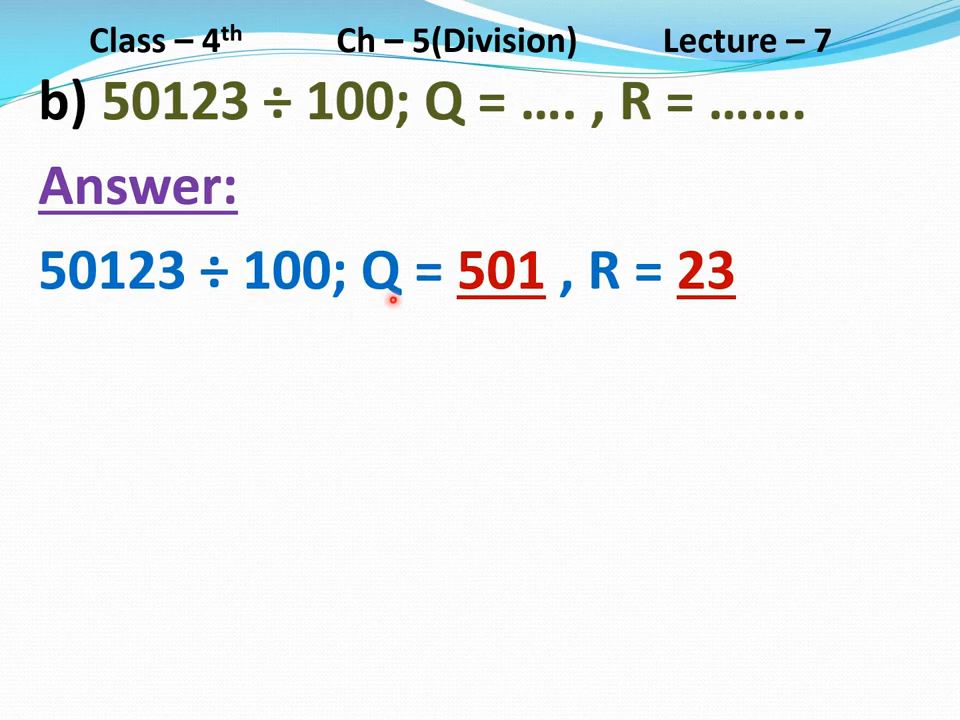 Class – 4th Ch – 5(Division) Lecture – 7
b) 50123 ÷ 100; Q = …. , R = …….
Answer:
50123 ÷ 100; Q = 501 , R = 23